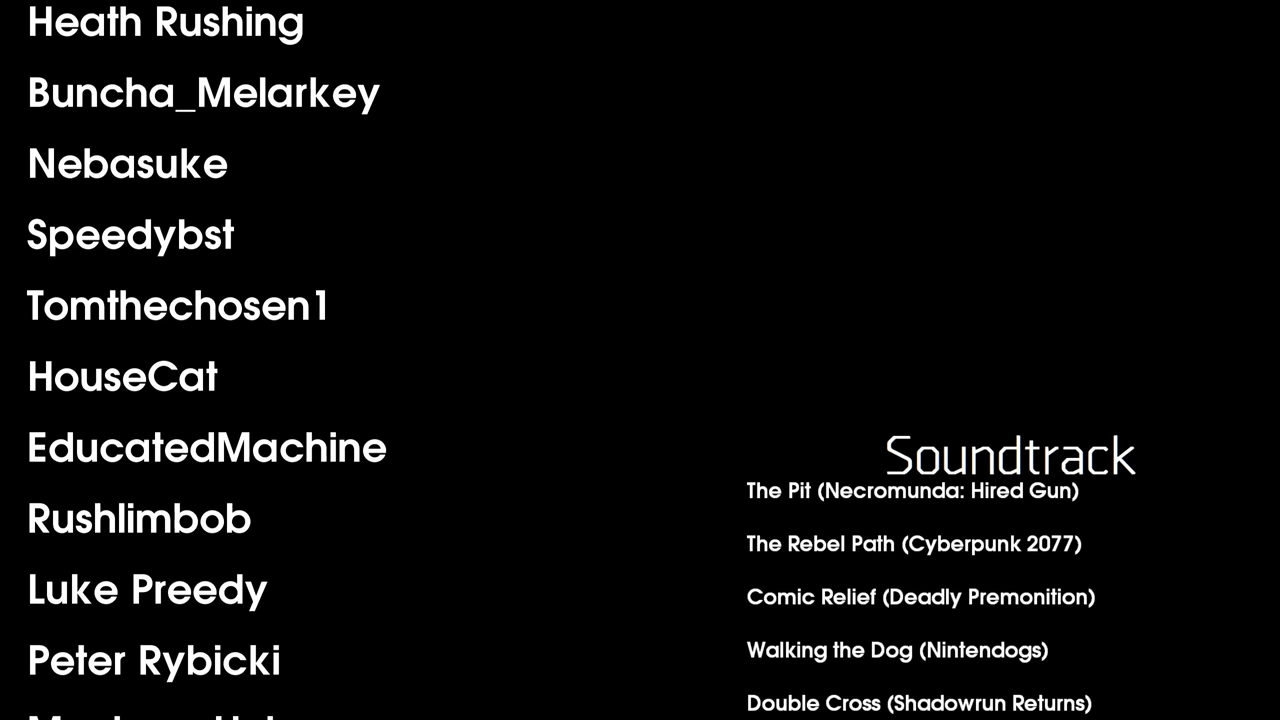 Heath Rushing
Buncha_Melarkey
Nebasuke
Speedybst
Tomthechosen1
HouseCat
EducatedMachine
Rushlimbob
Luke Preedy
Peter Rybicki
Soundtrack
The Pit (Necromunda: Hired Gun)
The Rebel Path (Cyberpunk 2077)
Comic Relief (Deadly Premonition)
Walking the Dog (Nintendogs)
Double Cross (Shadowrun Returns)